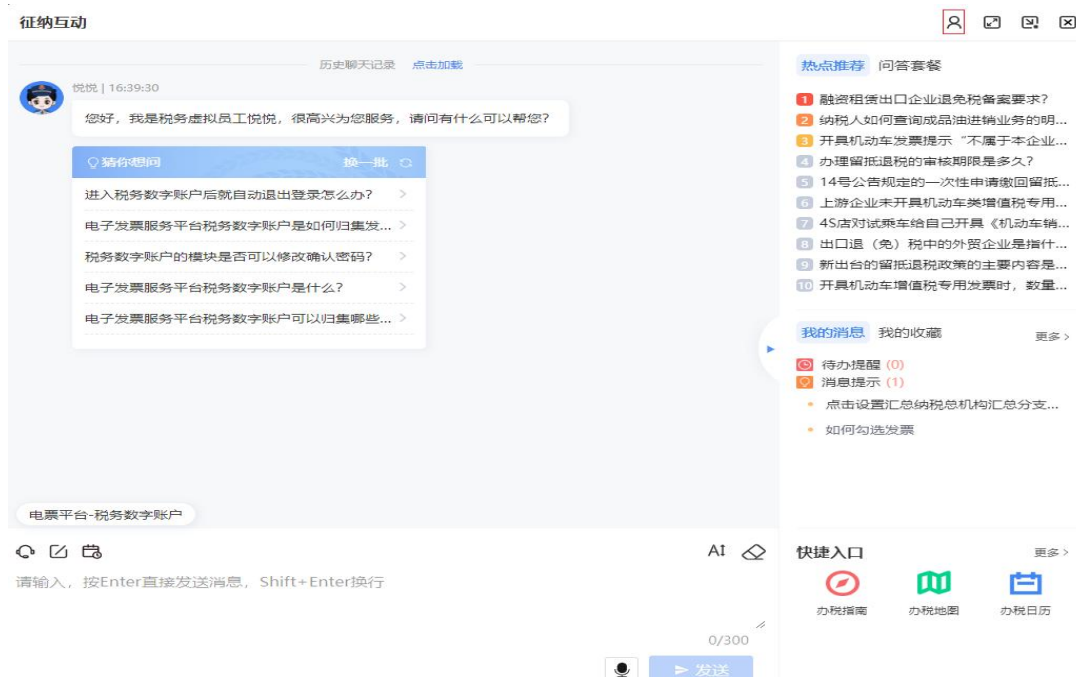 征纳互动
历史聊天记录 点击加载
悦悦 | 16:39:30
您好，我是税务虚拟员工悦悦，很高兴为您服务，请问有什么可以帮您？
猜你想问 换一批
进入税务数字账户后就自动退出登录怎么办？
电子发票服务平台税务数字账户是如何归集发...
税务数字账户的模块是否可以修改确认密码？
电子发票服务平台税务数字账户是什么？
电子发票服务平台税务数字账户可以归集哪些...
电票平台-税务数字账户
AI
请输入，按Enter直接发送消息，Shift+Enter换行
0/300
发送
热点推荐 问答套餐
1 融资租赁出口企业退免税备案要求？
2 纳税人如何查询成品油进销业务的明...
3 开具机动车发票提示“不属于本企业...
4 办理留抵退税的审核期限是多久？
5 14号公告规定的一次性申请缴回留抵...
6 上游企业未开具机动车类增值税专用...
7 4S店对试乘车给自己开具《机动车销...
8 出口退（免）税中的外贸企业是指什...
9 新出台的留抵退税政策的主要内容是...
10 开具机动车增值税专用发票时，数量...
我的消息 我的收藏 更多 >
待办提醒 (0)
消息提示 (1)
点击设置汇总纳税总机构汇总分支...
如何勾选发票
快捷入口 更多 >
办税指南 办税地图 办税日历